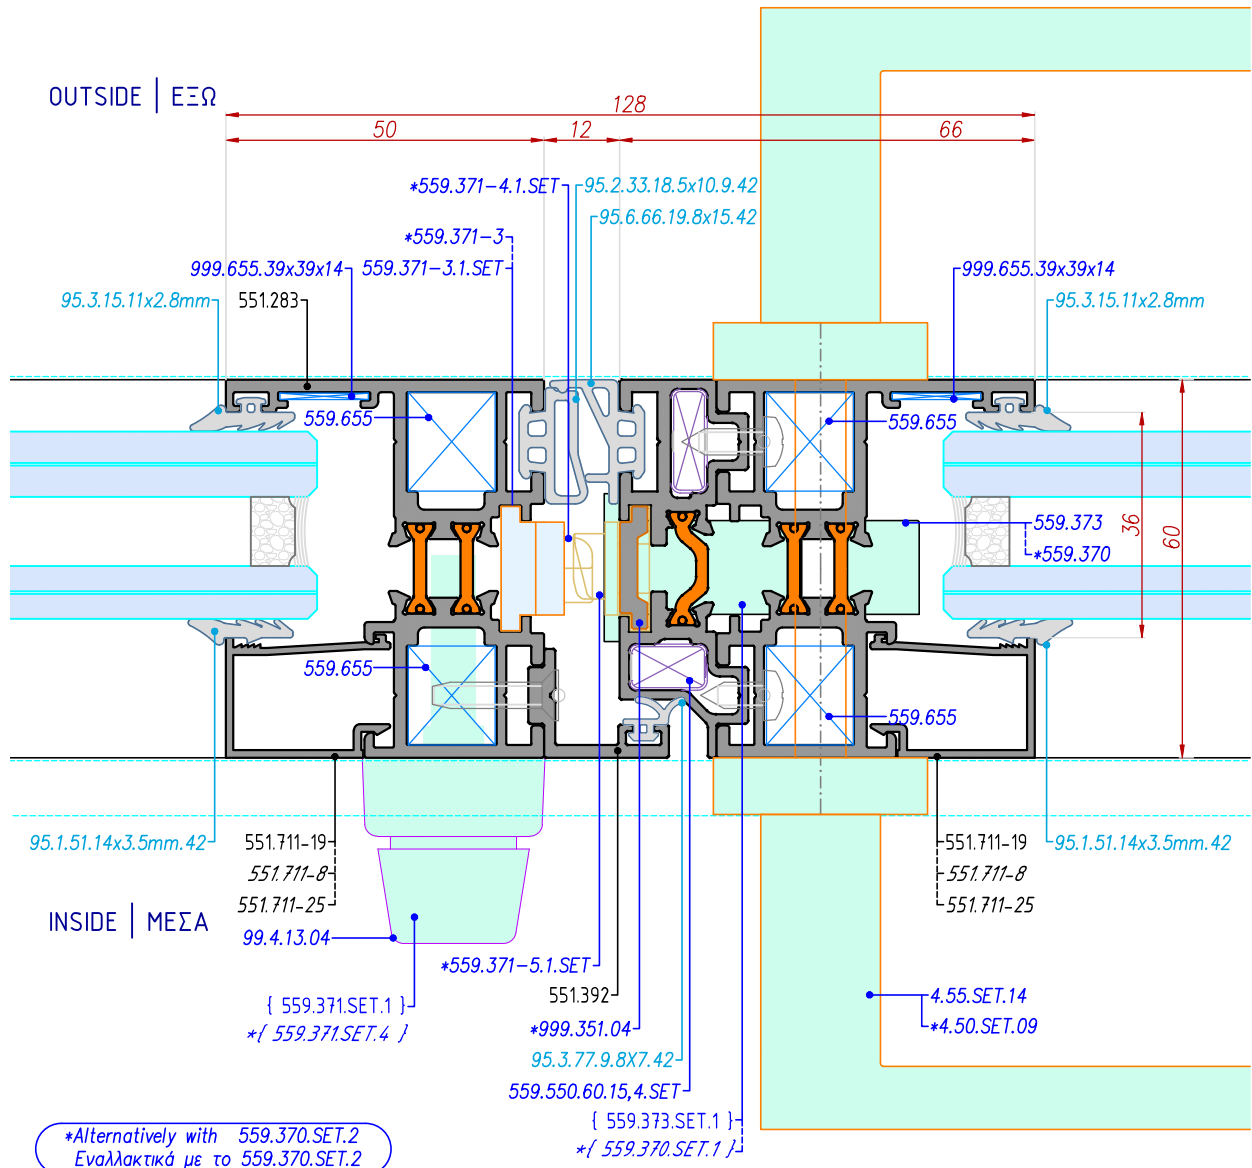 OUTSIDE | ΕΞΩ
128
50
12
66
*559.371-4.1.SET
95.2.33.18.5x10.9.42
95.6.66.19.8x15.42
*559.371-3
559.371-3.1.SET
999.655.39x39x14
999.655.39x39x14
95.3.15.11x2.8mm
551.283
95.3.15.11x2.8mm
559.655
559.655
559.373
*559.370
36
60
559.655
559.655
95.1.51.14x3.5mm.42
551.711-19
551.711-8
551.711-25
551.711-19
551.711-8
551.711-25
95.1.51.14x3.5mm.42
INSIDE | ΜΕΣΑ
99.4.13.04
*559.371-5.1.SET
551.392
{ 559.371.SET.1 }
*{ 559.371.SET.4 }
*999.351.04
4.55.SET.14
*4.50.SET.09
95.3.77.9.8X7.42
559.550.60.15,4.SET
{ 559.373.SET.1 }
*{ 559.370.SET.1 }
*Alternatively with 559.370.SET.2
Εναλλακτικά με το 559.370.SET.2